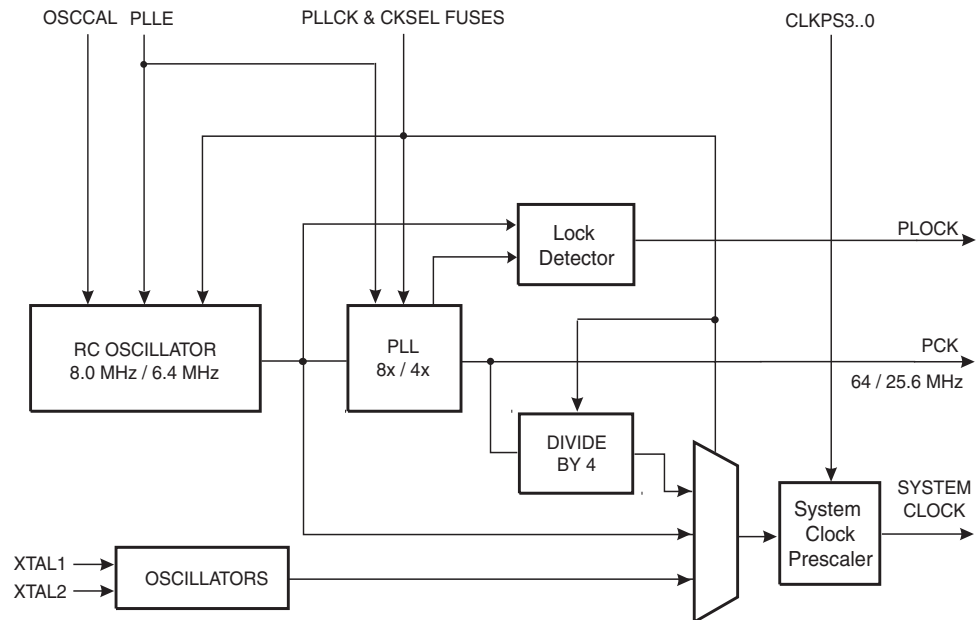 OSCCAL PLLE PLLCK & CKSEL FUSES CLKPS3..0
Lock
Detector
PLOCK
RC OSCILLATOR
8.0 MHz / 6.4 MHz
PLL
8x / 4x
PCK
64 / 25.6 MHz
DIVIDE
BY 4
SYSTEM
CLOCK
System
Clock
Prescaler
XTAL1
XTAL2
OSCILLATORS